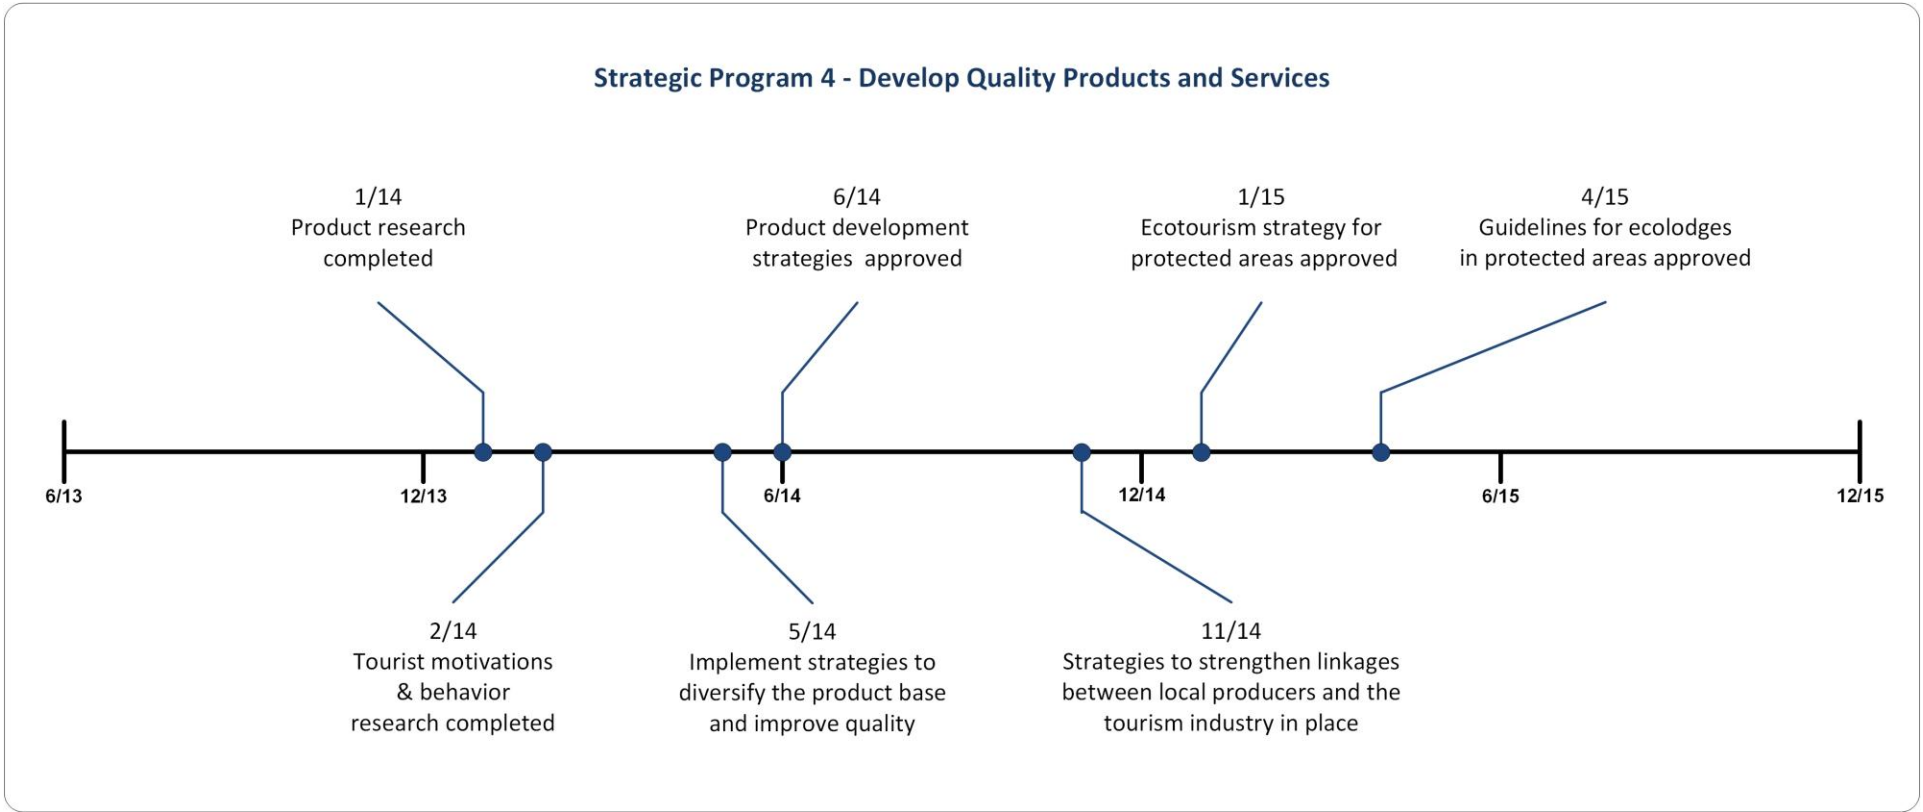 Strategic Program 4 - Develop Quality Products and Services
1/14
Product research
completed
6/14
Product development
strategies  approved
1/15
Ecotourism strategy for
protected areas approved
4/15
Guidelines for ecolodges
in protected areas approved
6/13
12/13
6/14
12/14
6/15
12/15
2/14
Tourist motivations
& behavior
research completed
5/14
Implement strategies to
diversify the product base
and improve quality
11/14
Strategies to strengthen linkages
between local producers and the
tourism industry in place